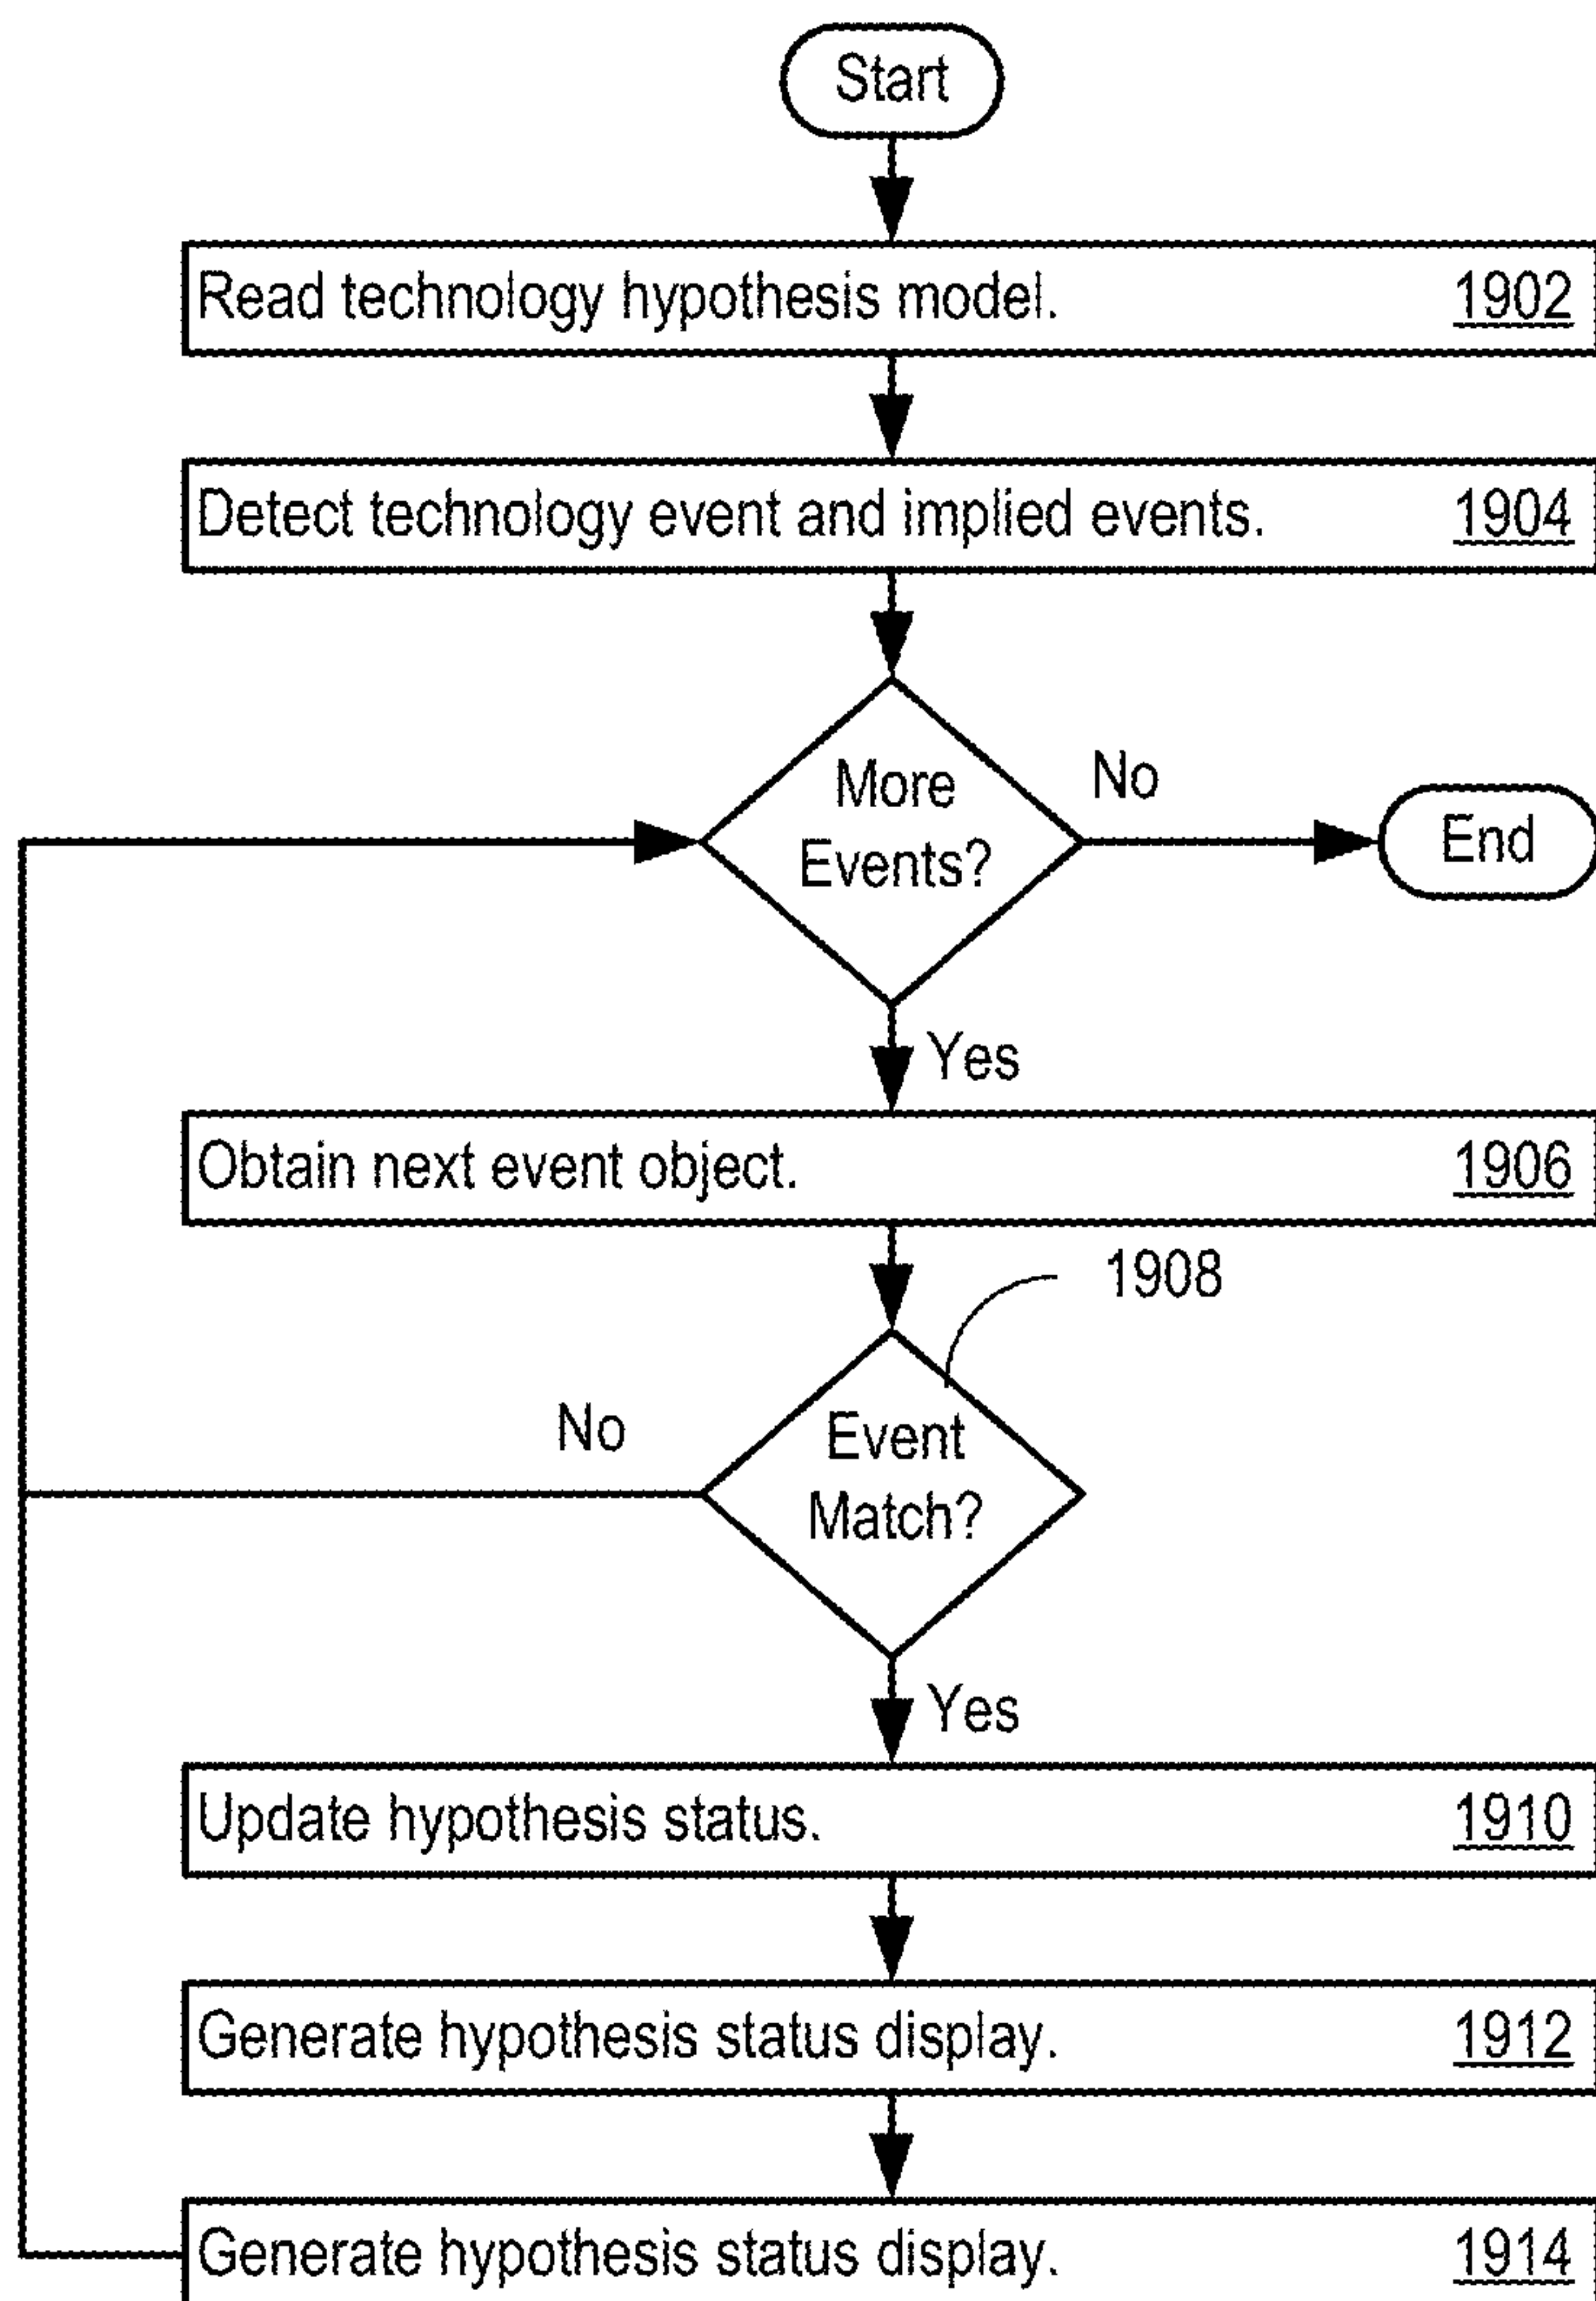 Start
Read technology hypothesis model. 1902
Detect technology event and implied events. 1904
More
Events?
No
End
Yes
Obtain next event object. 1906
1908
Event
Match?
No
Yes
Update hypothesis status. 1910
Generate hypothesis status display. 1912
Generate hypothesis status display. 1914